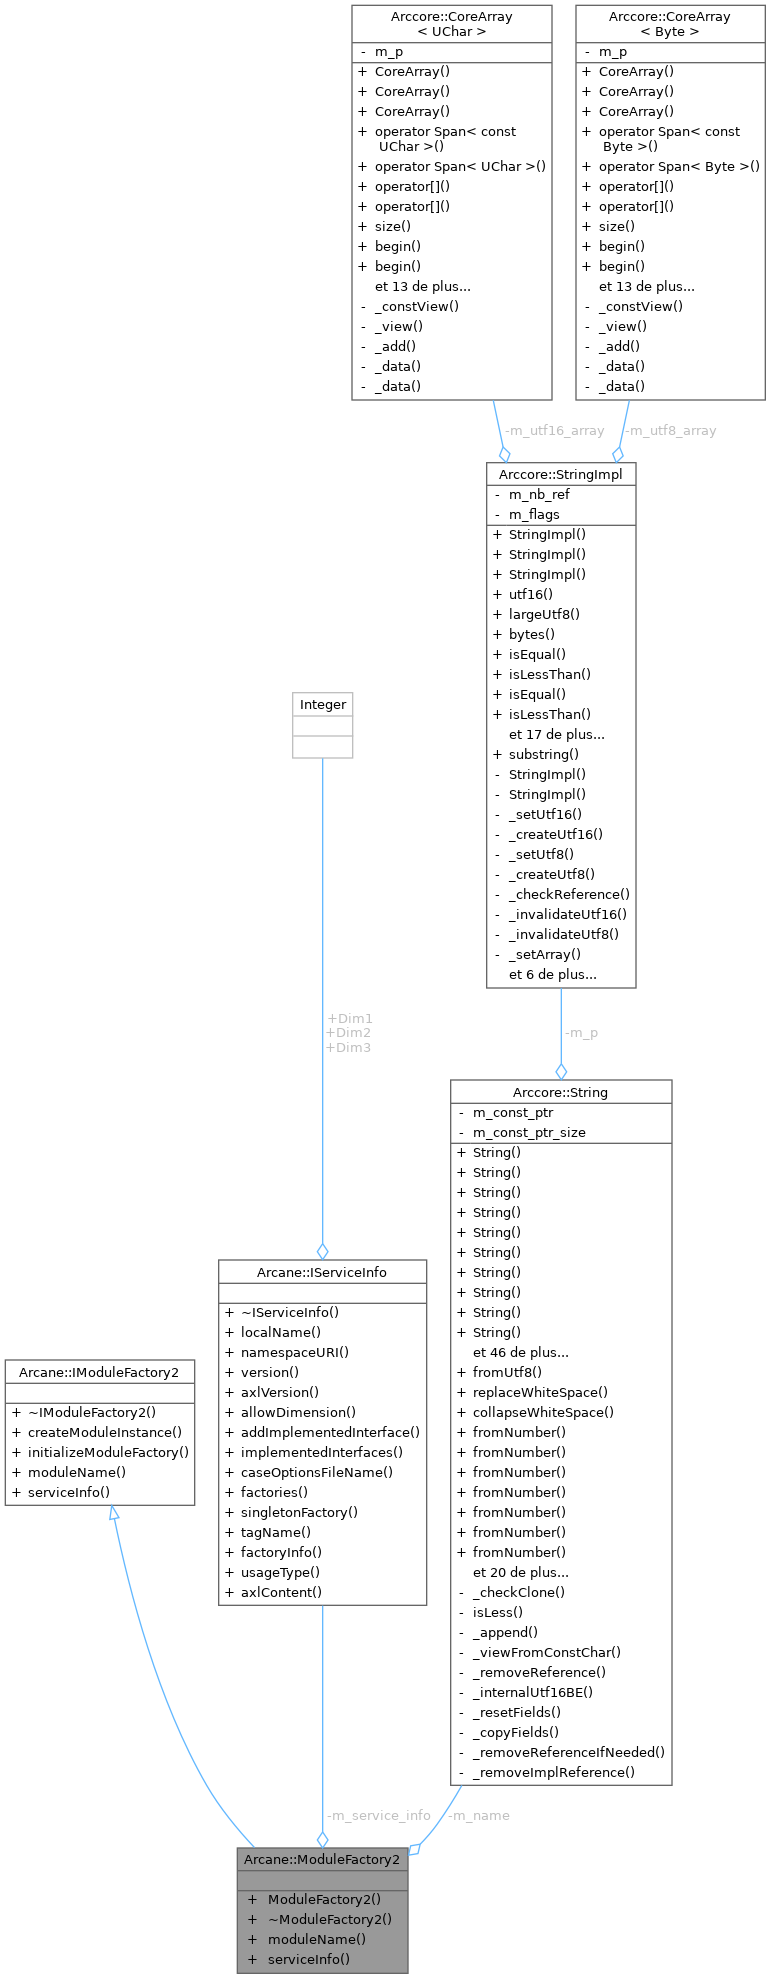 Arccore::CoreArray
< UChar >
- m_p
+ CoreArray()
+ CoreArray()
+ CoreArray()
+ operator Span< const
UChar >()
+ operator Span< UChar >()
+ operator[]()
+ operator[]()
+ size()
+ begin()
+ begin()
et 13 de plus...
- _constView()
- _view()
- _add()
- _data()
- _data()
Arccore::CoreArray
< Byte >
- m_p
+ CoreArray()
+ CoreArray()
+ CoreArray()
+ operator Span< const
Byte >()
+ operator Span< Byte >()
+ operator[]()
+ operator[]()
+ size()
+ begin()
+ begin()
et 13 de plus...
- _constView()
- _view()
- _add()
- _data()
- _data()
-m_utf16_array
-m_utf8_array
Arccore::StringImpl
- m_nb_ref
- m_flags
+ StringImpl()
+ StringImpl()
+ StringImpl()
+ utf16()
+ largeUtf8()
+ bytes()
+ isEqual()
+ isLessThan()
+ isEqual()
+ isLessThan()
et 17 de plus...
+ substring()
- StringImpl()
- StringImpl()
- _setUtf16()
- _createUtf16()
- _setUtf8()
- _createUtf8()
- _checkReference()
- _invalidateUtf16()
- _invalidateUtf8()
- _setArray()
et 6 de plus...
Integer
+Dim1
+Dim2
+Dim3
-m_p
Arccore::String
- m_const_ptr
- m_const_ptr_size
+ String()
+ String()
+ String()
+ String()
+ String()
+ String()
+ String()
+ String()
+ String()
+ String()
et 46 de plus...
+ fromUtf8()
+ replaceWhiteSpace()
+ collapseWhiteSpace()
+ fromNumber()
+ fromNumber()
+ fromNumber()
+ fromNumber()
+ fromNumber()
+ fromNumber()
+ fromNumber()
et 20 de plus...
- _checkClone()
- isLess()
- _append()
- _viewFromConstChar()
- _removeReference()
- _internalUtf16BE()
- _resetFields()
- _copyFields()
- _removeReferenceIfNeeded()
- _removeImplReference()
Arcane::IServiceInfo
+ ~IServiceInfo()
+ localName()
+ namespaceURI()
+ version()
+ axlVersion()
+ allowDimension()
+ addImplementedInterface()
+ implementedInterfaces()
+ caseOptionsFileName()
+ factories()
+ singletonFactory()
+ tagName()
+ factoryInfo()
+ usageType()
+ axlContent()
Arcane::IModuleFactory2
+ ~IModuleFactory2()
+ createModuleInstance()
+ initializeModuleFactory()
+ moduleName()
+ serviceInfo()
-m_service_info
-m_name
Arcane::ModuleFactory2
+ ModuleFactory2()
+ ~ModuleFactory2()
+ moduleName()
+ serviceInfo()